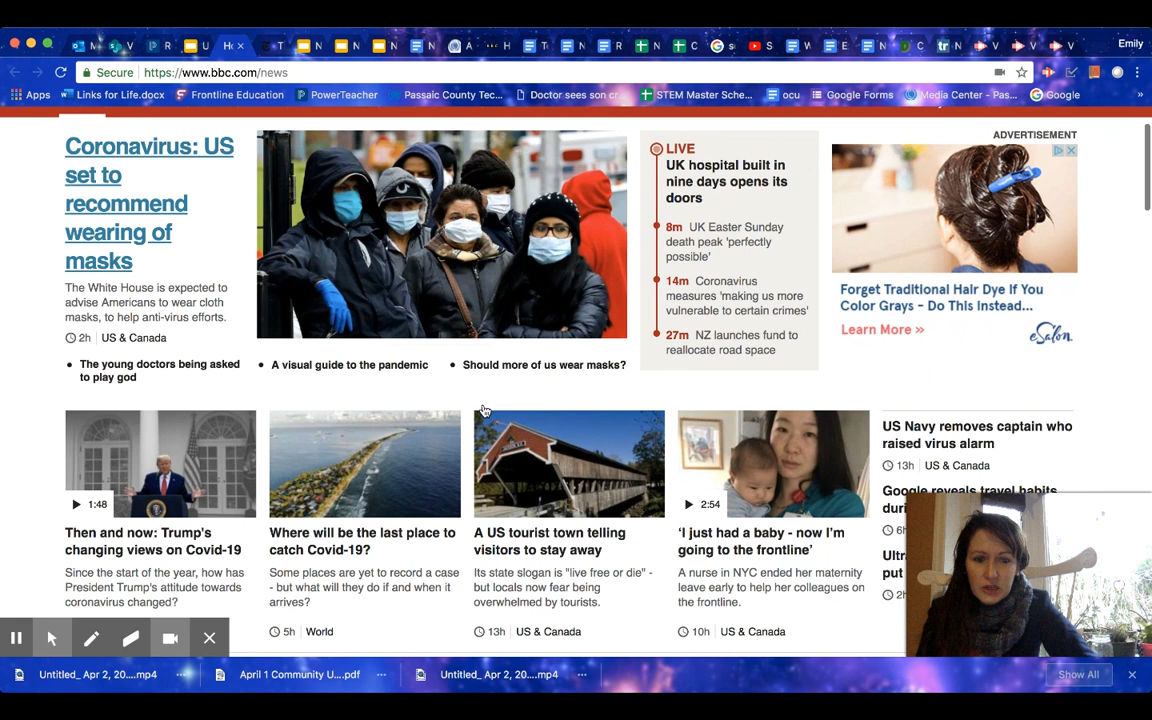 Emily
Secure | https://www.bbc.com/news
Apps Links for Life.docx Frontline Education PowerTeacher Passaic County Tec... Doctor sees son cr STEM Master Sche... ocu Google Forms Media Center - Pas... Google »
Coronavirus: US
set to
recommend
wearing of
masks
The White House is expected to
advise Americans to wear cloth
masks, to help anti-virus efforts.
2h | US & Canada
LIVE
UK hospital built in
nine days opens its
doors
8m UK Easter Sunday
death peak 'perfectly
possible'
14m Coronavirus
measures 'making us more
vulnerable to certain crimes'
27m NZ launches fund to
reallocate road space
ADVERTISEMENT
Forget Traditional Hair Dye If You
Color Grays - Do This Instead...
Learn More »
eSalon
• The young doctors being asked
to play god
• A visual guide to the pandemic
• Should more of us wear masks?
1:48
Then and now: Trump's
changing views on Covid-19
Since the start of the year, how has
President Trump's attitude towards
coronavirus changed?
Where will be the last place to
catch Covid-19?
Some places are yet to record a case
- but what will they do if and when it
arrives?
5h | World
A US tourist town telling
visitors to stay away
Its state slogan is "live free or die" -
but locals now fear being
overwhelmed by tourists.
13h | US & Canada
2:54
‘I just had a baby - now I’m
going to the frontline’
A nurse in NYC ended her maternity
leave early to help her colleagues on
the frontline.
10h | US & Canada
US Navy removes captain who
raised virus alarm
13h | US & Canada
Google reveals travel habits
Untitled_ Apr 2, 20....mp4
April 1 Community U....pdf
Untitled_ Apr 2, 20....mp4
Show All